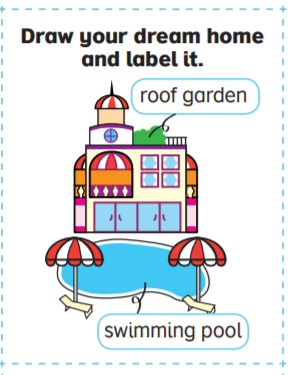 Draw your dream home
and label it.
roof garden
swimming pool